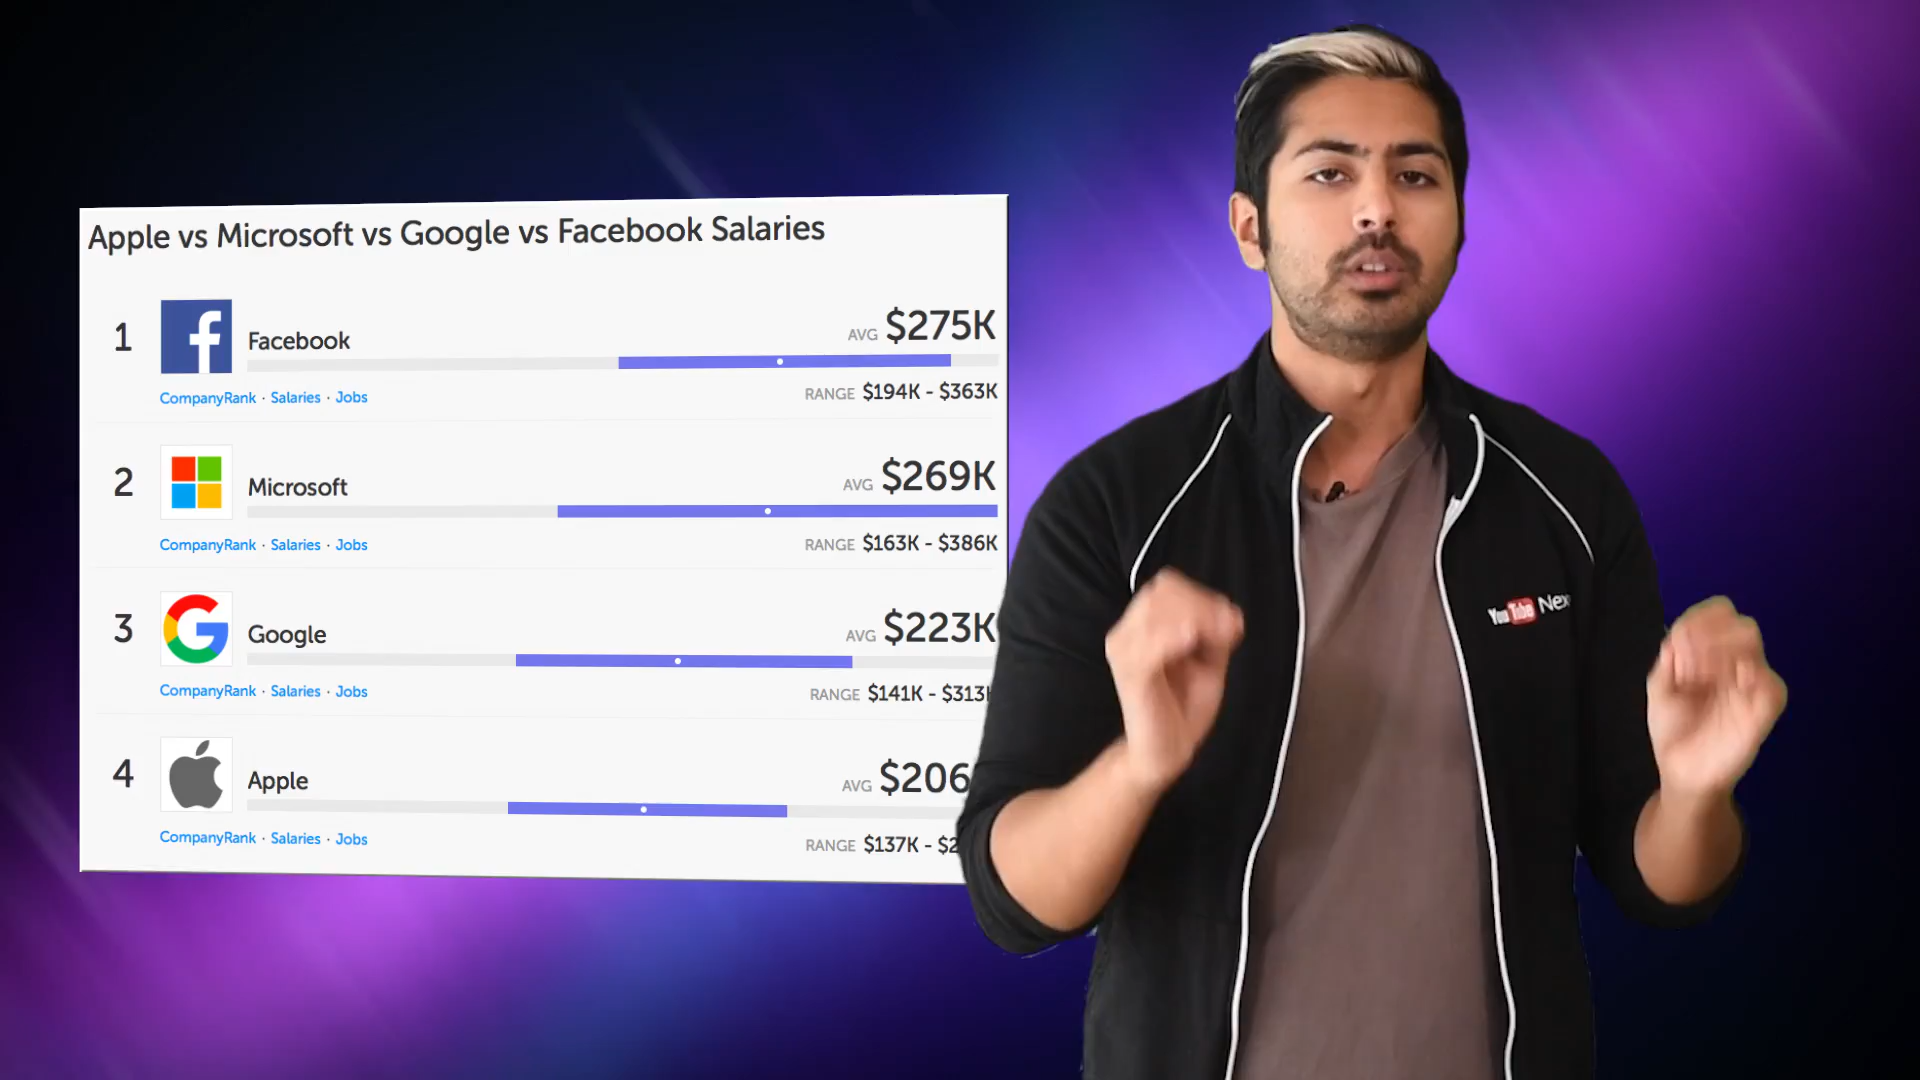 Apple vs Microsoft vs Google vs Facebook Salaries
1
Facebook
AVG $275K
CompanyRank · Salaries · Jobs
RANGE $194K - $363K
2
Microsoft
AVG $269K
CompanyRank · Salaries · Jobs
RANGE $163K - $386K
3
Google
AVG $223K
CompanyRank · Salaries · Jobs
RANGE $141K - $313K
4
Apple
AVG $206
CompanyRank · Salaries · Jobs
RANGE $137K - $2
YouTube